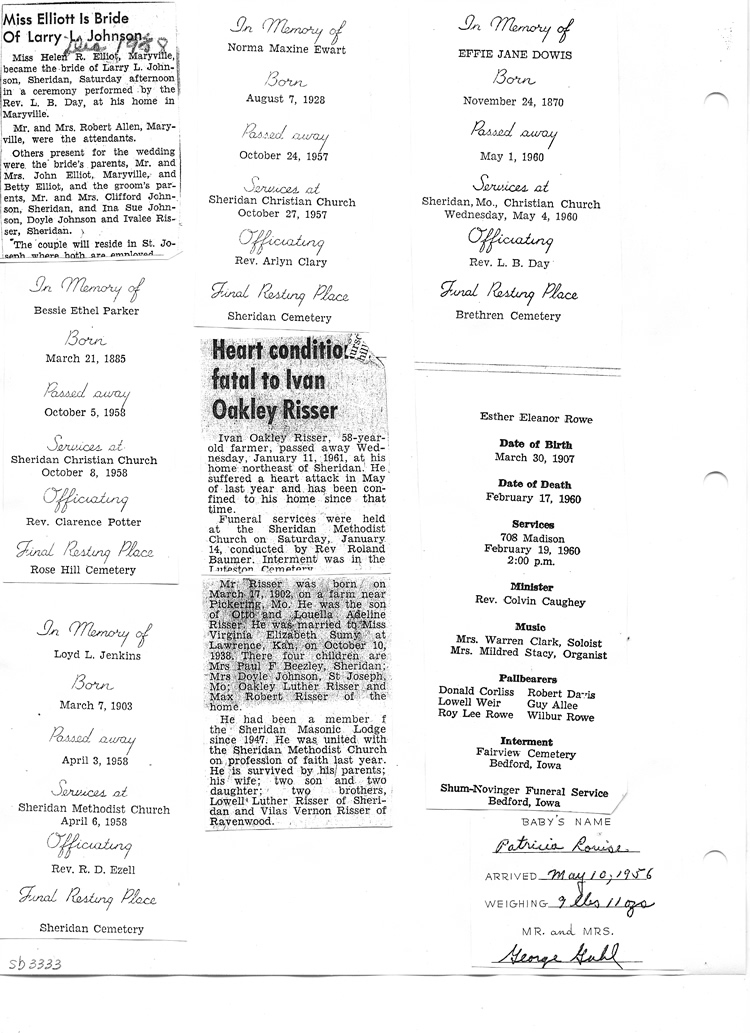 Miss Elliott Is Bride
Of Larry L. Johnson
Dec 1958
Miss Helen R. Elliot, Maryville,
became the bride of Larry L. John-
son, Sheridan, Saturday afternoon
in a ceremony performed by the
Rev. L. B. Day, at his home in
Maryville.
Mr. and Mrs. Robert Allen, Mary-
ville, were the attendants.
Others present for the wedding
were the bride's parents, Mr. and
Mrs. John Elliot, Maryville, and
Betty Elliot, and the groom's par-
ents, Mr. and Mrs. Clifford John-
son, Sheridan, and Ina Sue John-
son, Doyle Johnson and Ivalee Ris-
ser, Sheridan.
The couple will reside in St. Jo-
seph where both are employed
In Memory of
Bessie Ethel Parker
Born
March 21, 1885
Passed away
October 5, 1958
Services at
Sheridan Christian Church
October 8, 1958
Officiating
Rev. Clarence Potter
Final Resting Place
Rose Hill Cemetery
In Memory of
Loyd L. Jenkins
Born
March 7, 1903
Passed away
April 3, 1958
Services at
Sheridan Methodist Church
April 6, 1958
Officiating
Rev. R. D. Ezell
Final Resting Place
Sheridan Cemetery
sb3333
In Memory of
Norma Maxine Ewart
Born
August 7, 1928
Passed away
October 24, 1957
Services at
Sheridan Christian Church
October 27, 1957
Officiating
Rev. Arlyn Clary
Final Resting Place
Sheridan Cemetery
Heart conditio
fatal to Ivan
Oakley Risser
Ivan Oakley Risser, 58-year-
old farmer, passed away Wed-
nesday, January 11, 1961, at his
home northeast of Sheridan. He
suffered a heart attack in May
of last year and has been con-
fined to his home since that
time.
Funeral services were held
at the Sheridan Methodist
Church on Saturday, January
14, conducted by Rev Roland
Baumer. Interment was in the
Luteston Cemetery
Mr. Risser was born on
March 17, 1902, on a farm near
Pickering, Mo. He was the son
of Otto and Louella Adeline
Risser. He was married to Miss
Virginia Elizabeth Sumy at
Lawrence, Kan, on October 10,
1938. There four children are
Mrs Paul F Beezley, Sheridan;
Mrs Doyle Johnson, St Joseph,
Mo; Oakley Luther Risser and
Max Robert Risser of the
home.
He had been a member f
the Sheridan Masonic Lodge
since 1947. He was united with
the Sheridan Methodist Church
on profession of faith last year.
He is survived by his parents;
his wife; two son and two
daughter; two brothers,
Lowell Luther Risser of Sheri-
dan and Vilas Vernon Risser of
Ravenwood.
In Memory of
EFFIE JANE DOWIS
Born
November 24, 1870
Passed away
May 1, 1960
Services at
Sheridan, Mo., Christian Church
Wednesday, May 4, 1960
Officiating
Rev. L. B. Day
Final Resting Place
Brethren Cemetery
Esther Eleanor Rowe
Date of Birth
March 30, 1907
Date of Death
February 17, 1960
Services
708 Madison
February 19, 1960
2:00 p.m.
Minister
Rev. Colvin Caughey
Music
Mrs. Warren Clark, Soloist
Mrs. Mildred Stacy, Organist
Pallbearers
Donald Corliss Robert Davis
Lowell Weir Guy Allee
Roy Lee Rowe Wilbur Rowe
Interment
Fairview Cemetery
Bedford, Iowa
Shum-Novinger Funeral Service
Bedford, Iowa
BABY'S NAME
Patricia Louise
ARRIVED May 10, 1956
WEIGHING 9 lbs 11 ozs
MR. and MRS.
George Guhl